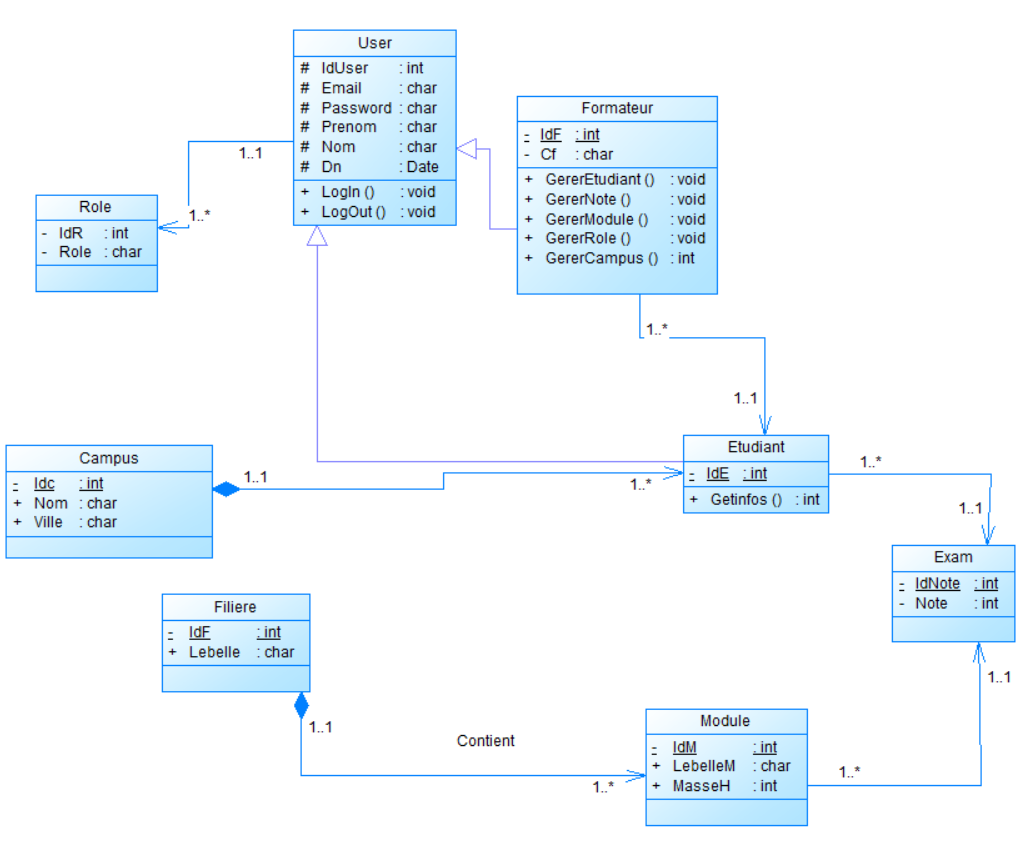 User
# IdUser : int
# Email : char
# Password : char
# Prenom : char
# Nom : char
# Dn : Date
+ LogIn () : void
+ LogOut () : void
Formateur
- IdF : int
- Cf : char
+ GererEtudiant () : void
+ GererNote () : void
+ GererModule () : void
+ GererRole () : void
+ GererCampus () : int
1..1
1..*
Role
- IdR : int
- Role : char
1..*
1..1
Etudiant
- IdE : int
+ Getinfos () : int
Campus
- Idc : int
+ Nom : char
+ Ville : char
1..1
1..*
1..*
1..1
Exam
- IdNote : int
- Note : int
Filiere
- IdF : int
+ Lebelle : char
1..1
Contient
1..*
Module
- IdM : int
+ LebelleM : char
+ MasseH : int
1..*
1..1